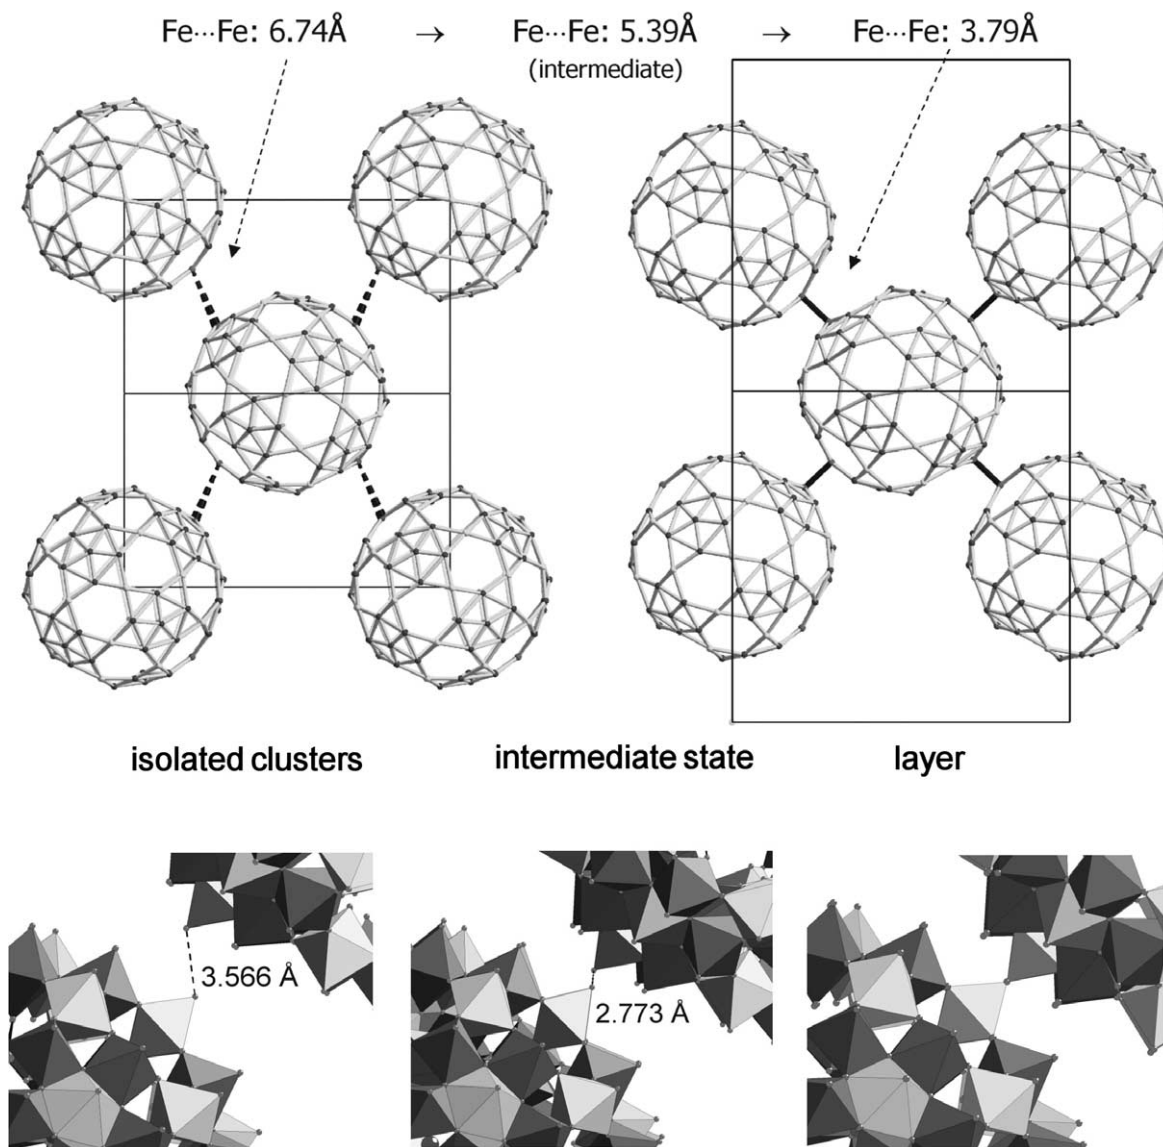 Fe···Fe: 6.74Å → Fe···Fe: 5.39Å → Fe···Fe: 3.79Å
(intermediate)
isolated clusters intermediate state layer
3.566 Å
2.773 Å